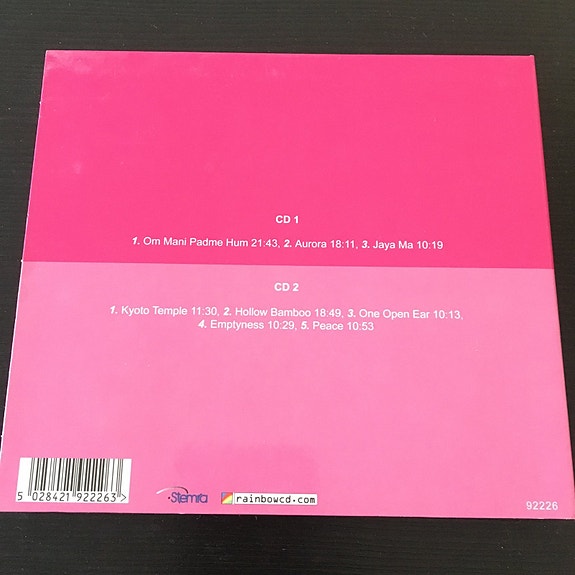 CD 1
1. Om Mani Padme Hum 21:43, 2. Aurora 18:11, 3. Jaya Ma 10:19
CD 2
1. Kyoto Temple 11:30, 2. Hollow Bamboo 18:49, 3. One Open Ear 10:13,
4. Emptyness 10:29, 5. Peace 10:53
5 028421 922263 >
Stemra
rainbowcd.com
92226